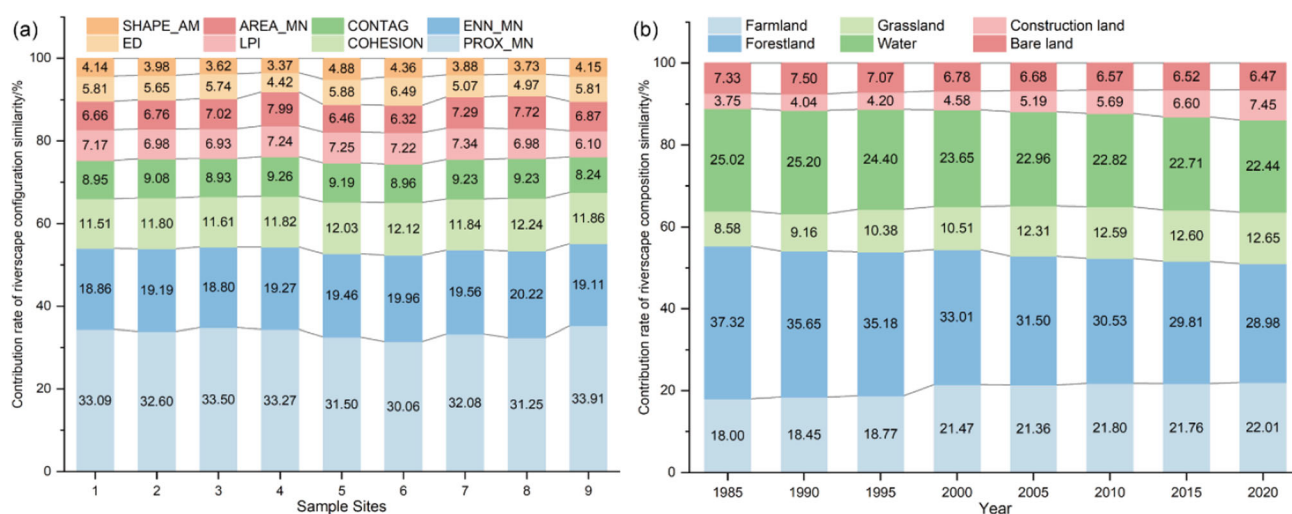 (a)
SHAPE_AM AREA_MN CONTAG ENN_MN
ED LPI COHESION PROX_MN
Contribution rate of riverscape configuration similarity/%
100
80
60
40
20
0
4.14 3.98 3.62 3.37 4.88 4.36 3.88 3.73 4.15
5.81 5.65 5.74 4.42 5.88 6.49 5.07 4.97 5.81
6.66 6.76 7.02 7.99 6.46 6.32 7.29 7.72 6.87
7.17 6.98 6.93 7.24 7.25 7.22 7.34 6.98 6.10
8.95 9.08 8.93 9.26 9.19 8.96 9.23 9.23 8.24
11.51 11.80 11.61 11.82 12.03 12.12 11.84 12.24 11.86
18.86 19.19 18.80 19.27 19.46 19.96 19.56 20.22 19.11
33.09 32.60 33.50 33.27 31.50 30.06 32.08 31.25 33.91
1 2 3 4 5 6 7 8 9
Sample Sites
(b)
Farmland Grassland Construction land
Forestland Water Bare land
Contribution rate of riverscape composition similarity/%
100
80
60
40
20
0
7.33 7.50 7.07 6.78 6.68 6.57 6.52 6.47
3.75 4.04 4.20 4.58 5.19 5.69 6.60 7.45
25.02 25.20 24.40 23.65 22.96 22.82 22.71 22.44
8.58 9.16 10.38 10.51 12.31 12.59 12.60 12.65
37.32 35.65 35.18 33.01 31.50 30.53 29.81 28.98
18.00 18.45 18.77 21.47 21.36 21.80 21.76 22.01
1985 1990 1995 2000 2005 2010 2015 2020
Year